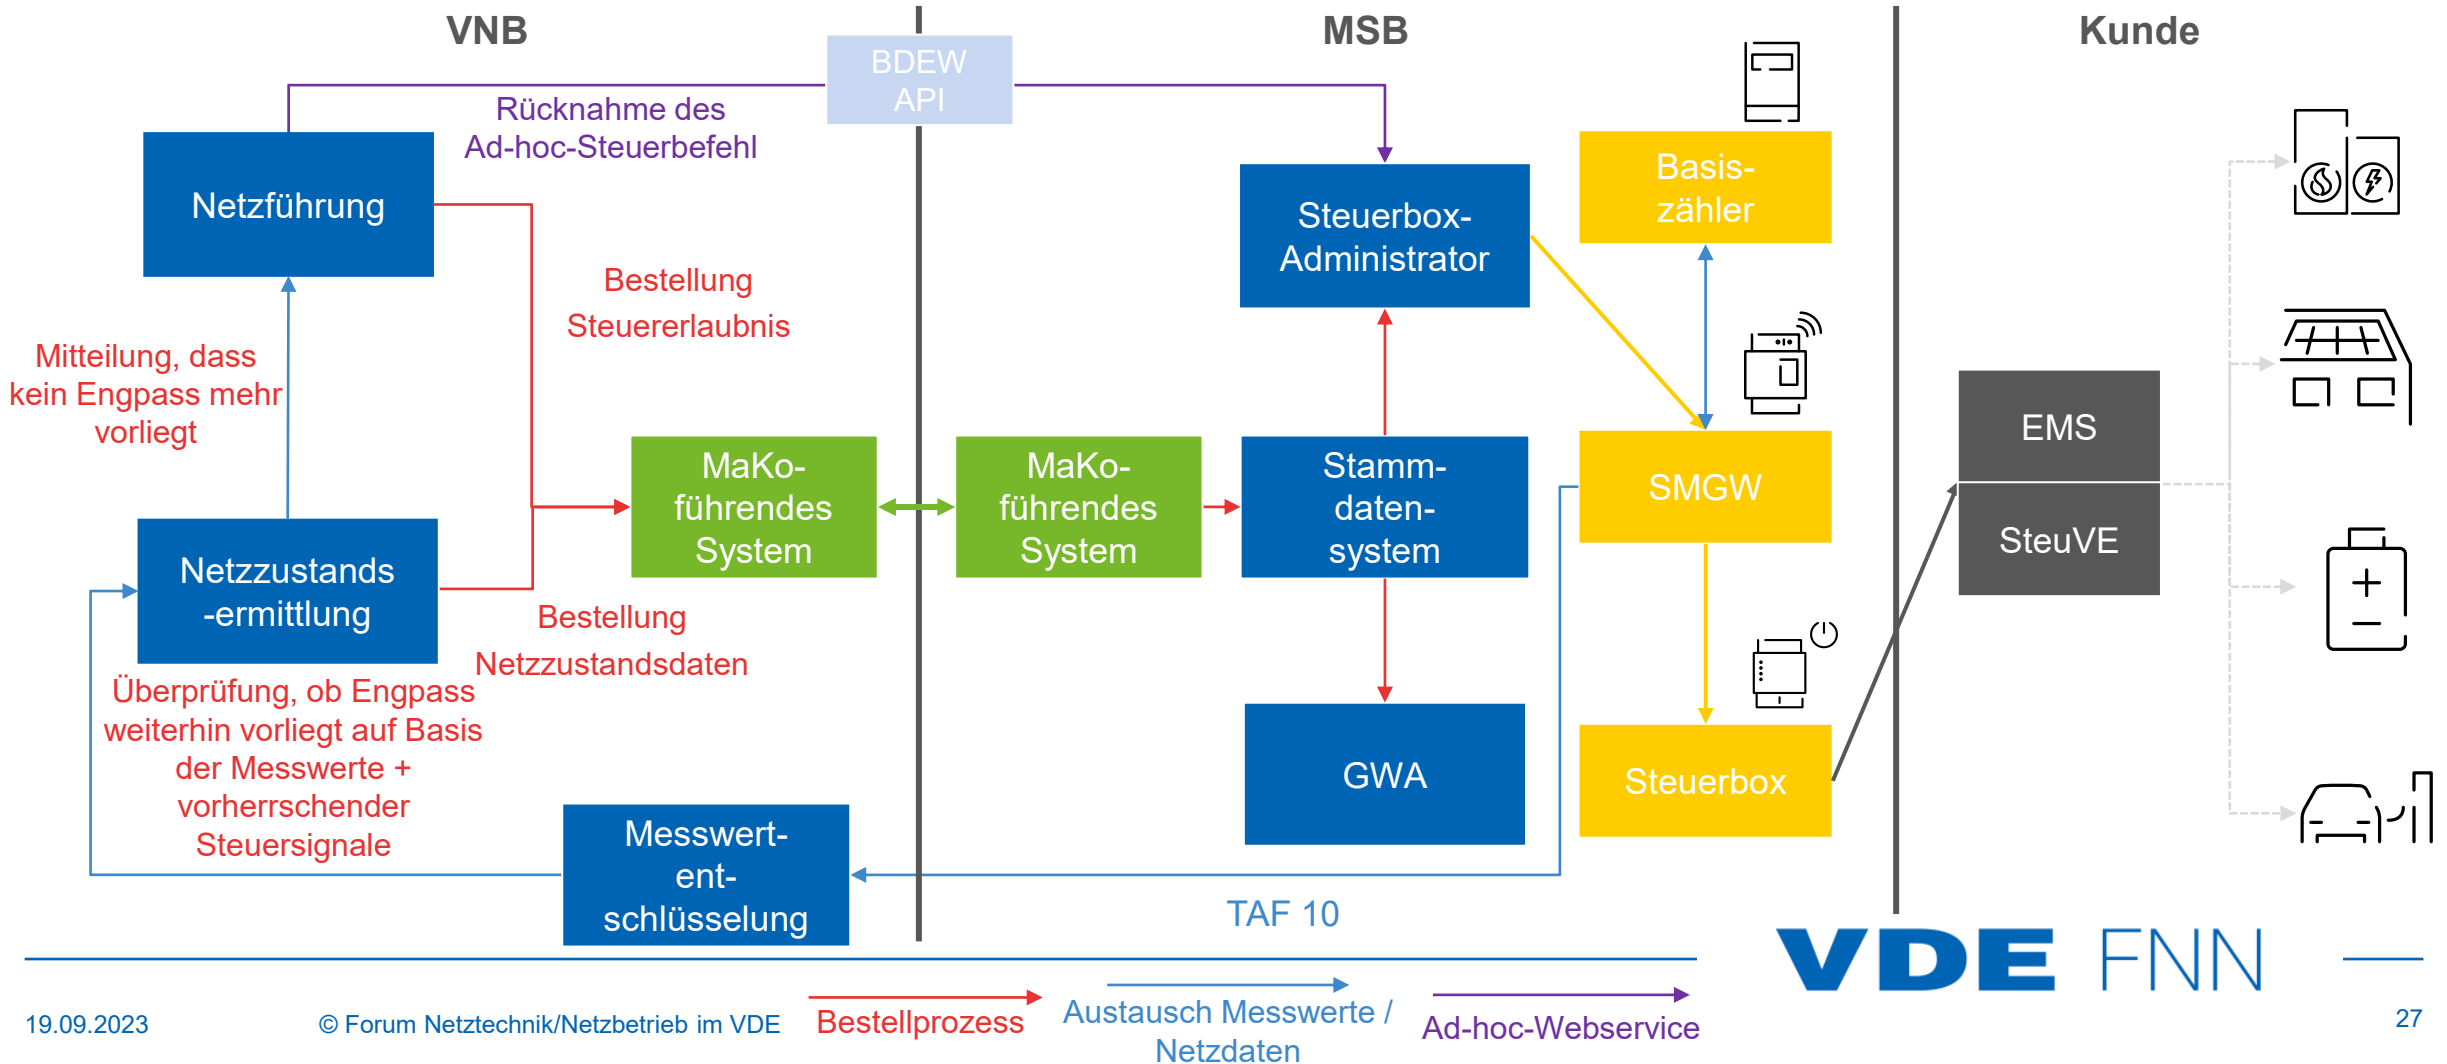 VNB
MSB
Kunde
BDEW
API
Rücknahme des
Ad-hoc-Steuerbefehl
Netzführung
Bestellung
Steuererlaubnis
Mitteilung, dass
kein Engpass mehr
vorliegt
Netzzustands
-ermittlung
Bestellung
Netzzustandsdaten
Überprüfung, ob Engpass
weiterhin vorliegt auf Basis
der Messwerte +
vorherrschender
Steuersignale
MaKo-
führendes
System
MaKo-
führendes
System
Messwert-
ent-
schlüsselung
Steuerbox-
Administrator
Stamm-
daten-
system
GWA
Basis-
zähler
SMGW
Steuerbox
EMS
SteuVE
TAF 10
VDE FNN
19.09.2023
© Forum Netztechnik/Netzbetrieb im VDE
Bestellprozess
Austausch Messwerte /
Netzdaten
Ad-hoc-Webservice
27